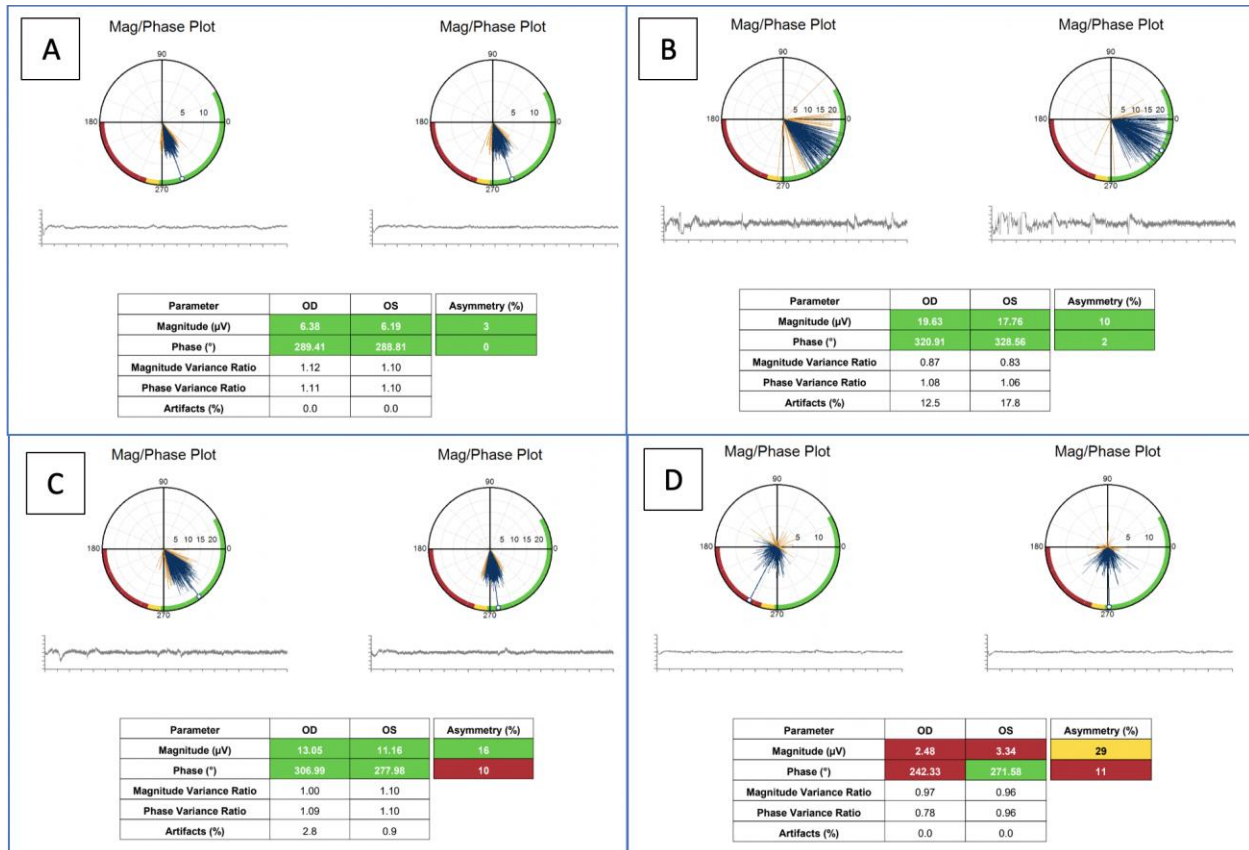 A
Mag/Phase Plot
90
180
5 10
0
270
Mag/Phase Plot
90
180
5 10
0
270
Parameter OD OS Asymmetry (%)
Magnitude (µV) 6.38 6.19 3
Phase (°) 289.41 288.81 0
Magnitude Variance Ratio 1.12 1.10
Phase Variance Ratio 1.11 1.10
Artifacts (%) 0.0 0.0
B
Mag/Phase Plot
90
180
5 10 15 20
0
270
Mag/Phase Plot
90
180
5 10 15 20
0
270
Parameter OD OS Asymmetry (%)
Magnitude (µV) 19.63 17.76 10
Phase (°) 320.91 328.56 2
Magnitude Variance Ratio 0.87 0.83
Phase Variance Ratio 1.08 1.06
Artifacts (%) 12.5 17.8
C
Mag/Phase Plot
90
180
5 10 15 20
0
270
Mag/Phase Plot
90
180
5 10 15 20
0
270
Parameter OD OS Asymmetry (%)
Magnitude (µV) 13.05 11.16 16
Phase (°) 306.99 277.98 10
Magnitude Variance Ratio 1.00 1.10
Phase Variance Ratio 1.09 1.10
Artifacts (%) 2.8 0.9
D
Mag/Phase Plot
90
180
5 10
0
270
Mag/Phase Plot
90
180
5 10
0
270
Parameter OD OS Asymmetry (%)
Magnitude (µV) 2.48 3.34 29
Phase (°) 242.33 271.58 11
Magnitude Variance Ratio 0.97 0.96
Phase Variance Ratio 0.78 0.96
Artifacts (%) 0.0 0.0